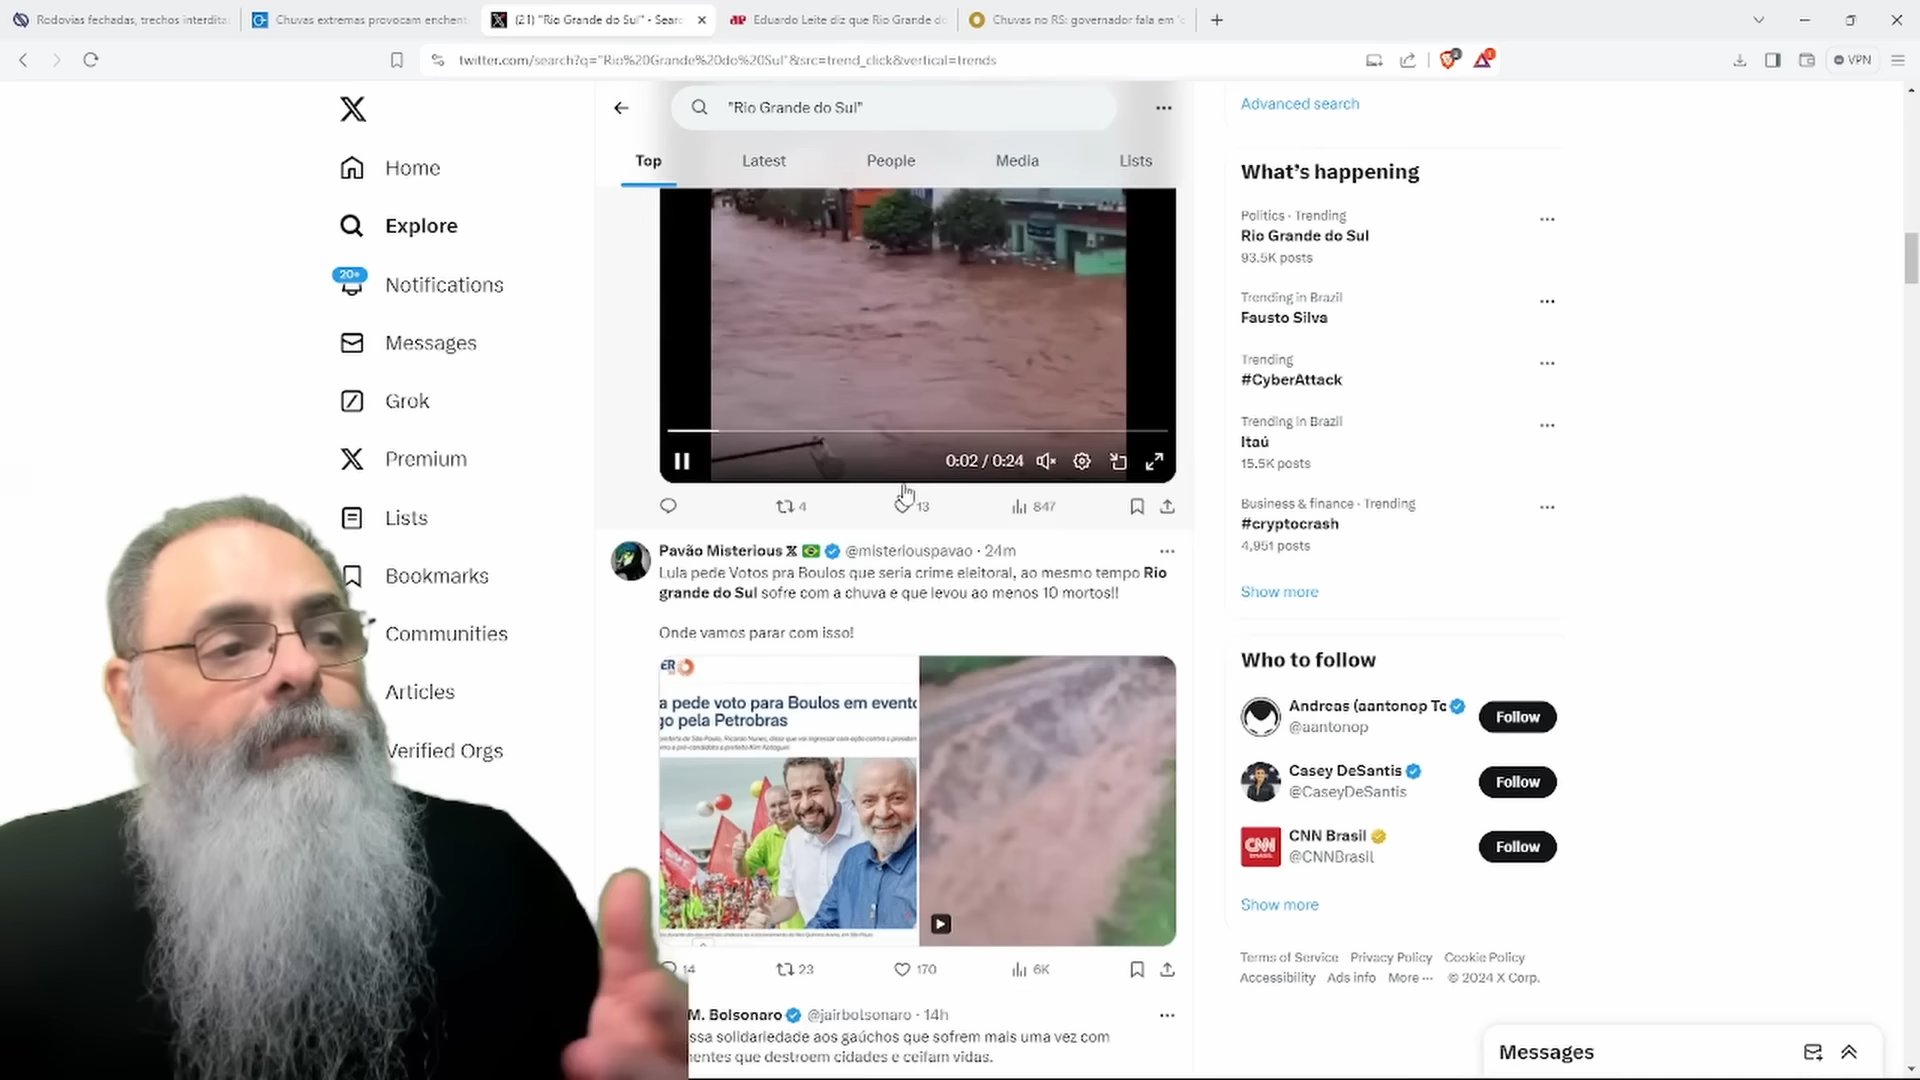 Rodovias fechadas, trechos interdita
Chuvas extremas provocam enchent
(21) "Rio Grande do Sul" - Sear
Eduardo Leite diz que Rio Grande do
Chuvas no RS: governador fala em
twitter.com/search?q="Rio%20Grande%20do%20Sul"&src=trend_click&vertical=trends
VPN
"Rio Grande do Sul"
Top
Latest
People
Media
Lists
Home
Explore
20+
Notifications
Messages
Grok
Premium
Lists
Bookmarks
Communities
Articles
Verified Orgs
0:02 / 0:24
4
13
847
Pavão Misterious X @misteriouspavao · 24m
Lula pede Votos pra Boulos que seria crime eleitoral, ao mesmo tempo Rio
grande do Sul sofre com a chuva e que levou ao menos 10 mortos!!
Onde vamos parar com isso!
ER
a pede voto para Boulos em evento
go pela Petrobras
14
23
170
6K
M. Bolsonaro @jairbolsonaro · 14h
ssa solidariedade aos gaúchos que sofrem mais uma vez com
nentes que destroem cidades e ceifam vidas.
Advanced search
What's happening
Politics · Trending
Rio Grande do Sul
93.5K posts
Trending in Brazil
Fausto Silva
Trending
#CyberAttack
Trending in Brazil
Itaú
15.5K posts
Business & finance · Trending
#cryptocrash
4,951 posts
Show more
Who to follow
Andreas (aantonop Tc
@aantonop
Follow
Casey DeSantis
@CaseyDeSantis
Follow
CNN
BRASIL
CNN Brasil
@CNNBrasil
Follow
Show more
Terms of Service Privacy Policy Cookie Policy
Accessibility Ads info More ··· © 2024 X Corp.
Messages